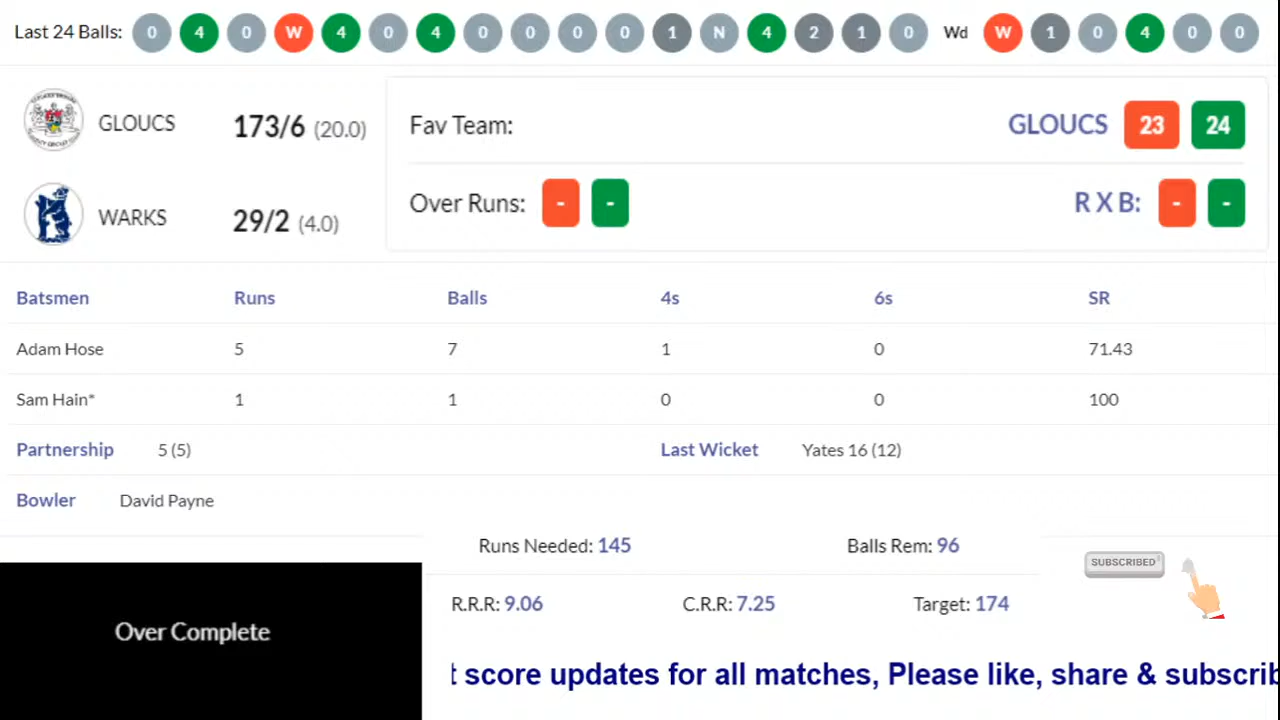 Last 24 Balls: 0 4 0 W 4 0 4 0 0 0 0 1 N 4 2 1 0 Wd W 1 0 4 0 0
GLOUCS 173/6 (20.0)
Fav Team: GLOUCS 23 24
WARKS 29/2 (4.0)
Over Runs: - - R X B: - -
Batsmen Runs Balls 4s 6s SR
Adam Hose 5 7 1 0 71.43
Sam Hain* 1 1 0 0 100
Partnership 5 (5) Last Wicket Yates 16 (12)
Bowler David Payne
Runs Needed: 145 Balls Rem: 96
SUBSCRIBED
R.R.R: 9.06 C.R.R: 7.25 Target: 174
Over Complete
t score updates for all matches, Please like, share & subscrib